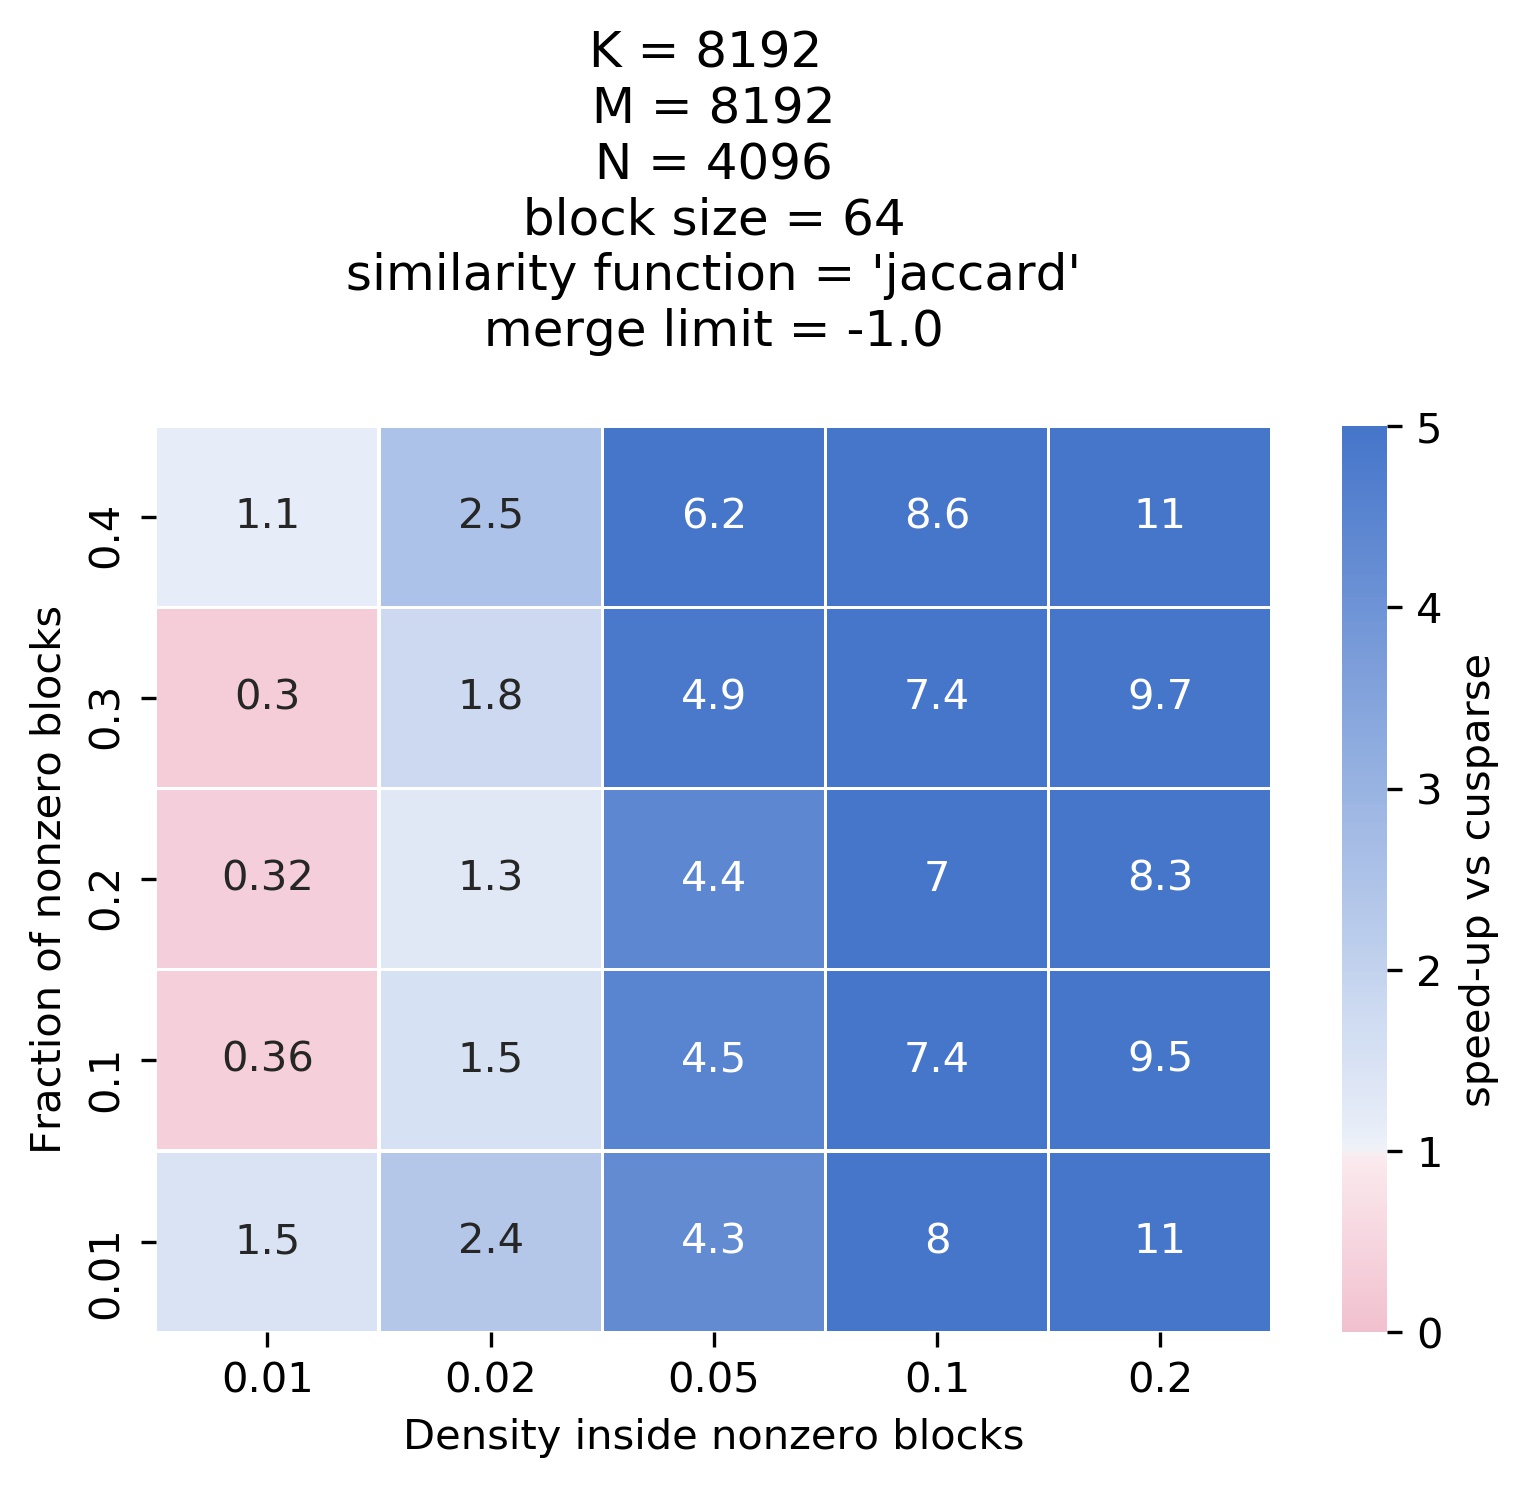 K = 8192
M = 8192
N = 4096
block size = 64
similarity function = 'jaccard'
merge limit = -1.0
Fraction of nonzero blocks
0.4 1.1 2.5 6.2 8.6 11
0.3 0.3 1.8 4.9 7.4 9.7
0.2 0.32 1.3 4.4 7 8.3
0.1 0.36 1.5 4.5 7.4 9.5
0.01 1.5 2.4 4.3 8 11
0.01 0.02 0.05 0.1 0.2
Density inside nonzero blocks
5
4
3
2
1
0
speed-up vs cusparse